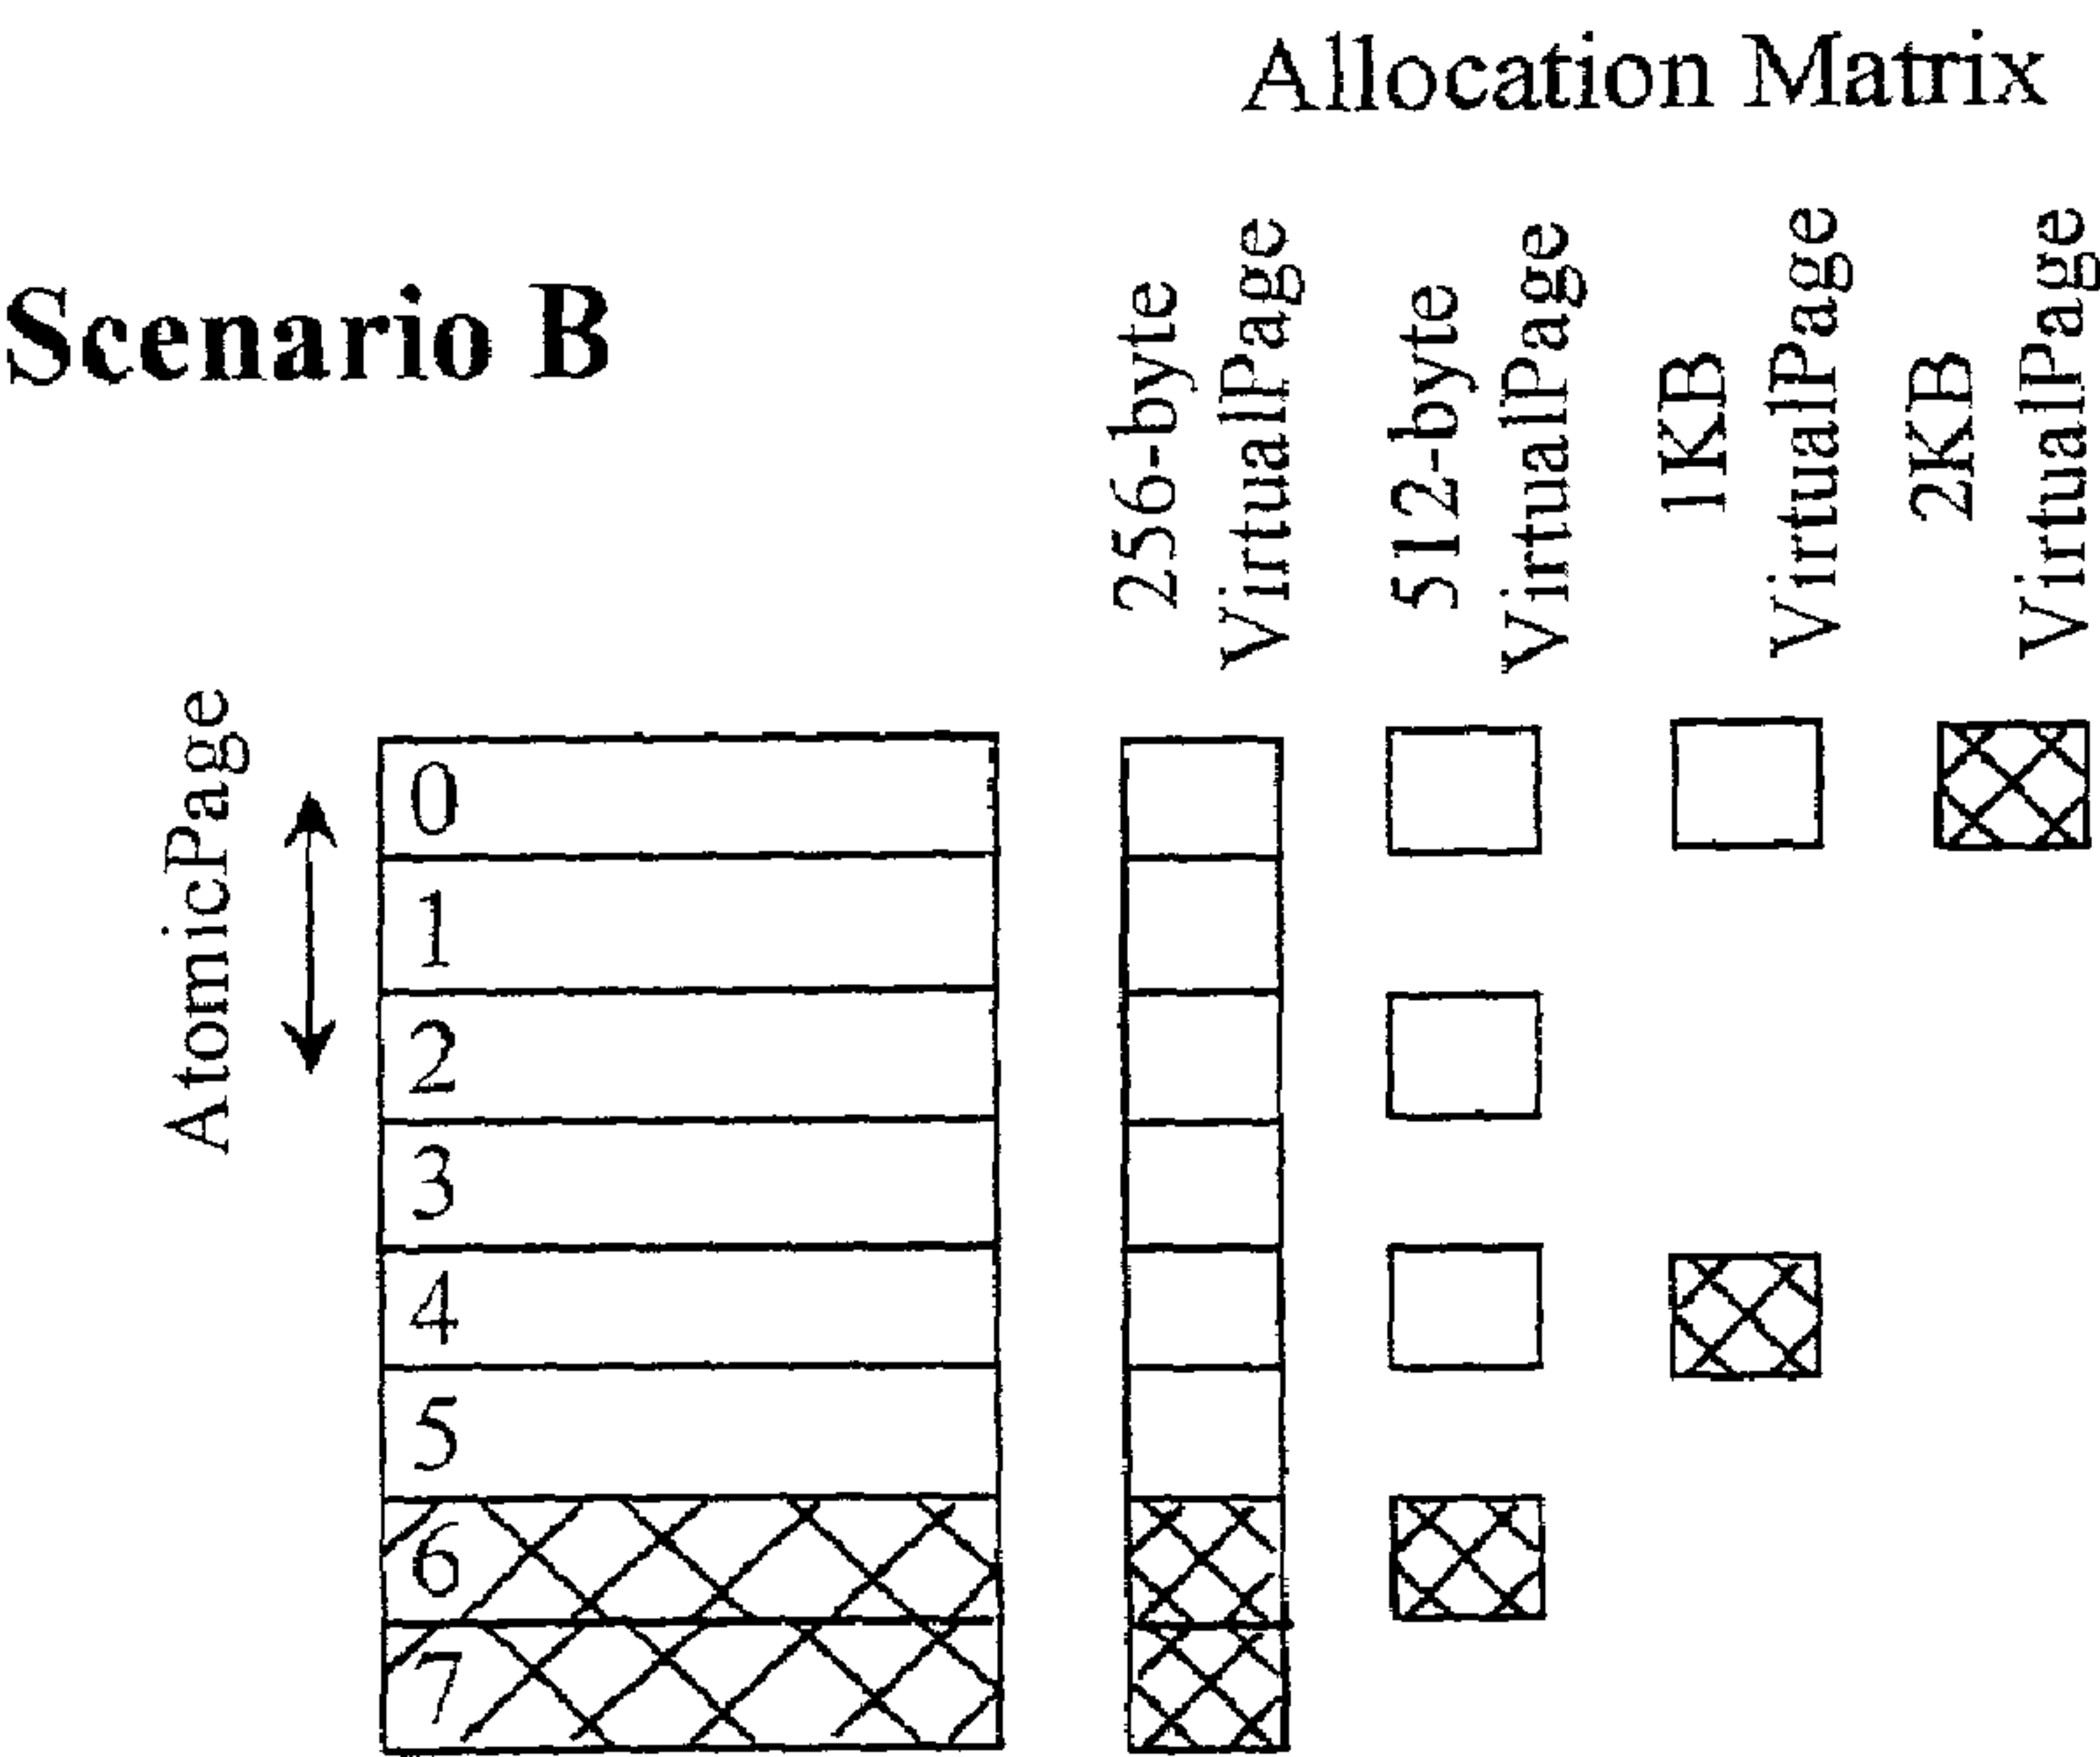 Allocation Matrix
Scenario B
256-byte
VirtualPage
512-byte
VirtualPage
1KB
VirtualPage
2KB
VirtualPage
AtomicPage
0
1
2
3
4
5
6
7